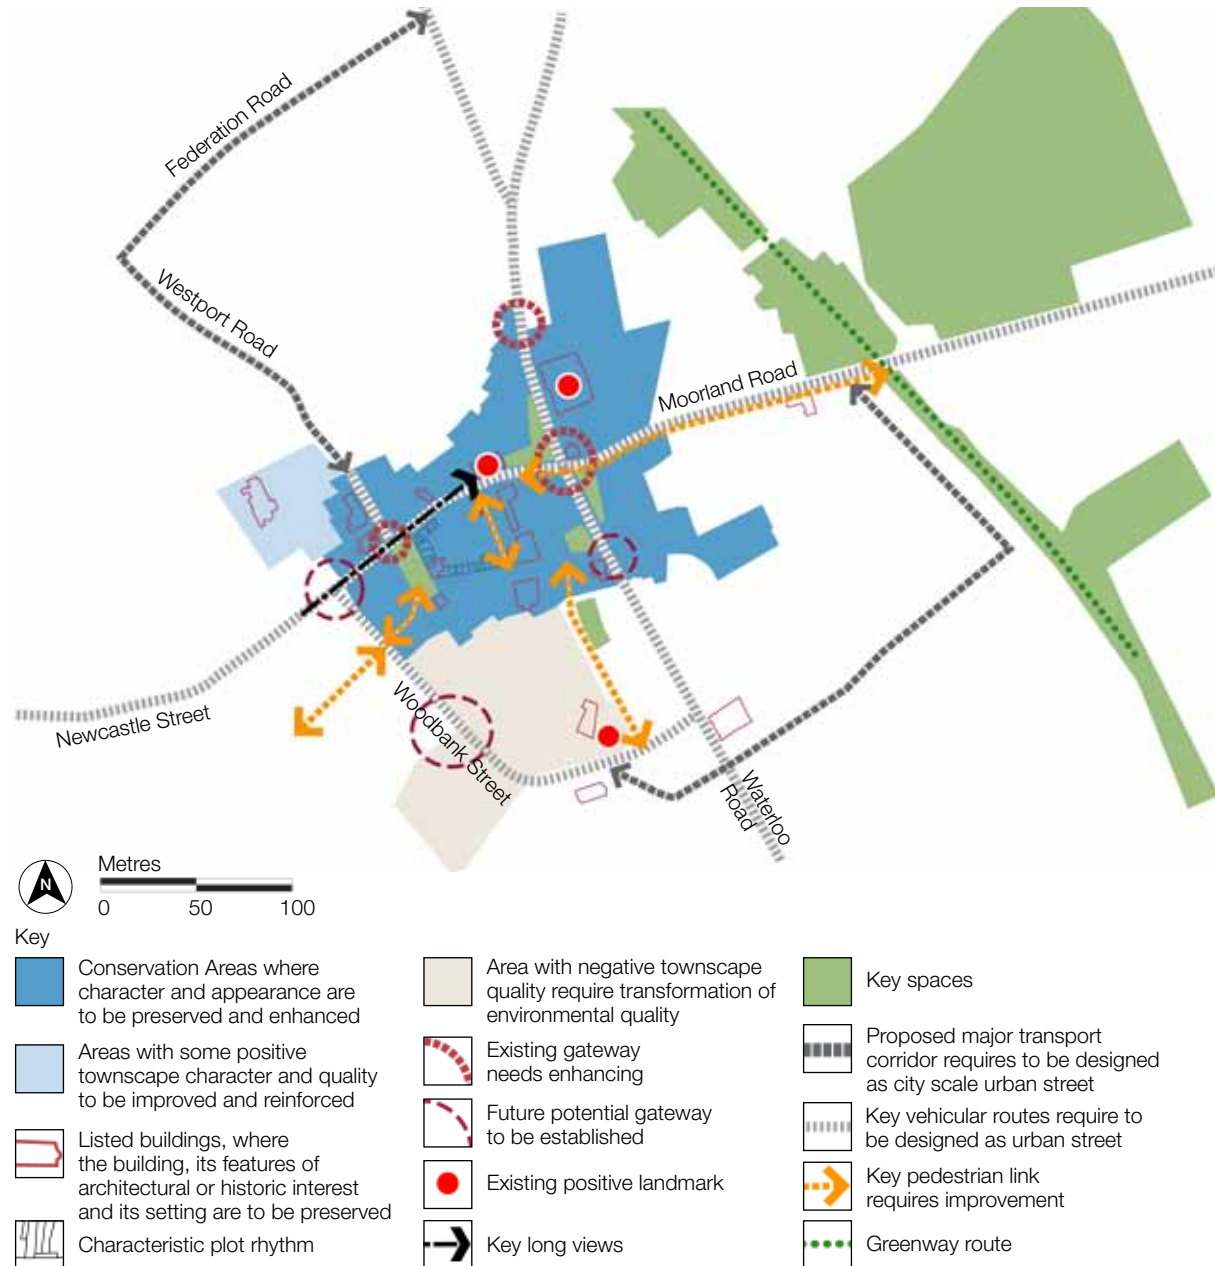 Federation Road
Westport Road
Moorland Road
Newcastle Street
Woodbank Street
Waterloo
Road
N
Metres
0 50 100
Key
Conservation Areas where
character and appearance are
to be preserved and enhanced
Areas with some positive
townscape character and quality
to be improved and reinforced
Listed buildings, where
the building, its features of
architectural or historic interest
and its setting are to be preserved
Characteristic plot rhythm
Area with negative townscape
quality require transformation of
environmental quality
Existing gateway
needs enhancing
Future potential gateway
to be established
Existing positive landmark
Key long views
Key spaces
Proposed major transport
corridor requires to be designed
as city scale urban street
Key vehicular routes require to
be designed as urban street
Key pedestrian link
requires improvement
Greenway route